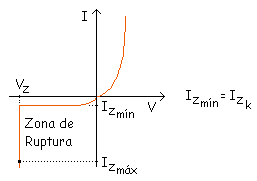 I
Vz
V
Izmín
Izmín = Izk
Zona de
Ruptura
Izmáx